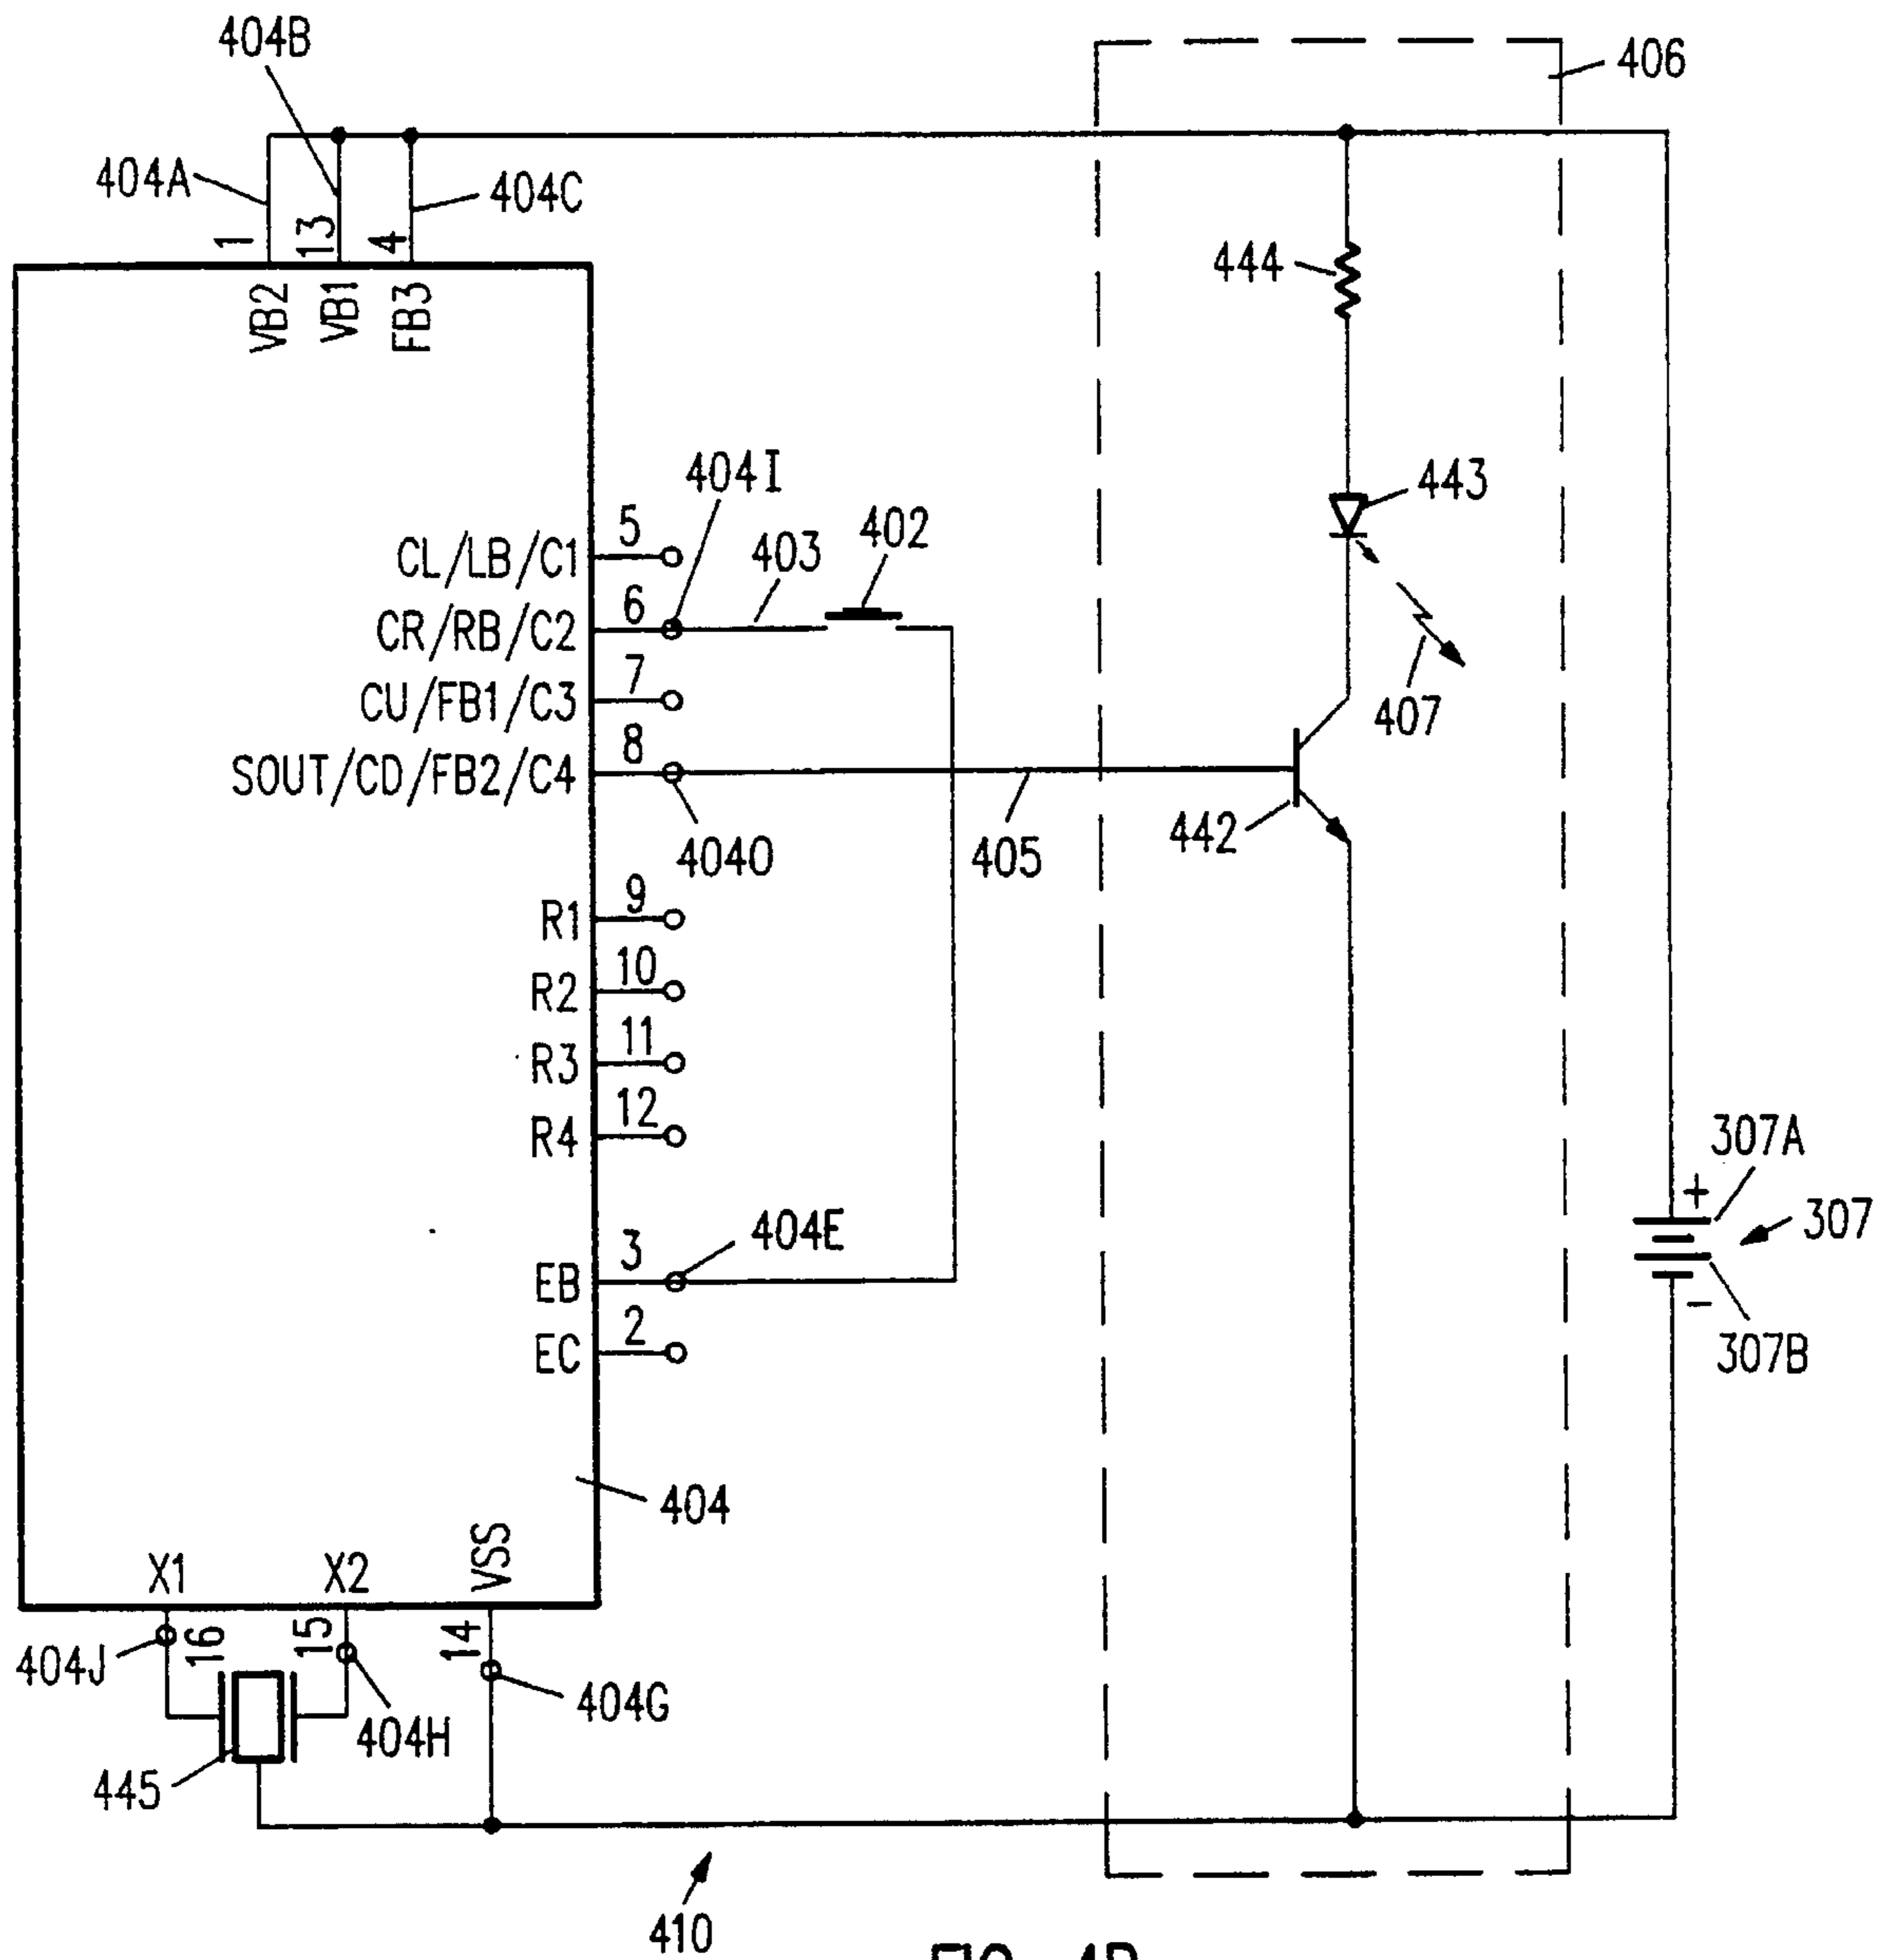 404B
406
404A
404C
1
13
4
VB2
VB1
FB3
444
443
404I
402
403
CL/LB/C1
5
CR/RB/C2
6
CU/FB1/C3
7
407
SOUT/CD/FB2/C4
8
404O
405
442
R1
9
R2
10
R3
11
R4
12
307A
+
307
−
307B
EB
3
404E
EC
2
404
X1
X2
VSS
16
15
14
404J
404H
404G
445
410